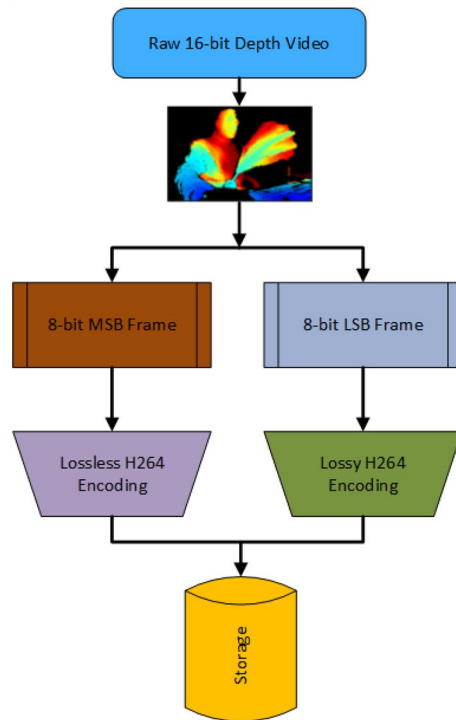 Raw 16-bit Depth Video
8-bit MSB Frame
8-bit LSB Frame
Lossless H264
Encoding
Lossy H264
Encoding
Storage